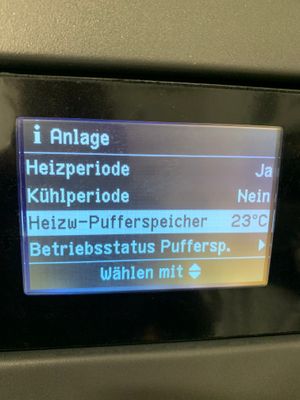 i Anlage
Heizperiode Ja
Kühlperiode Nein
Heizw-Pufferspeicher 23°C
Betriebsstatus Puffersp.
Wählen mit